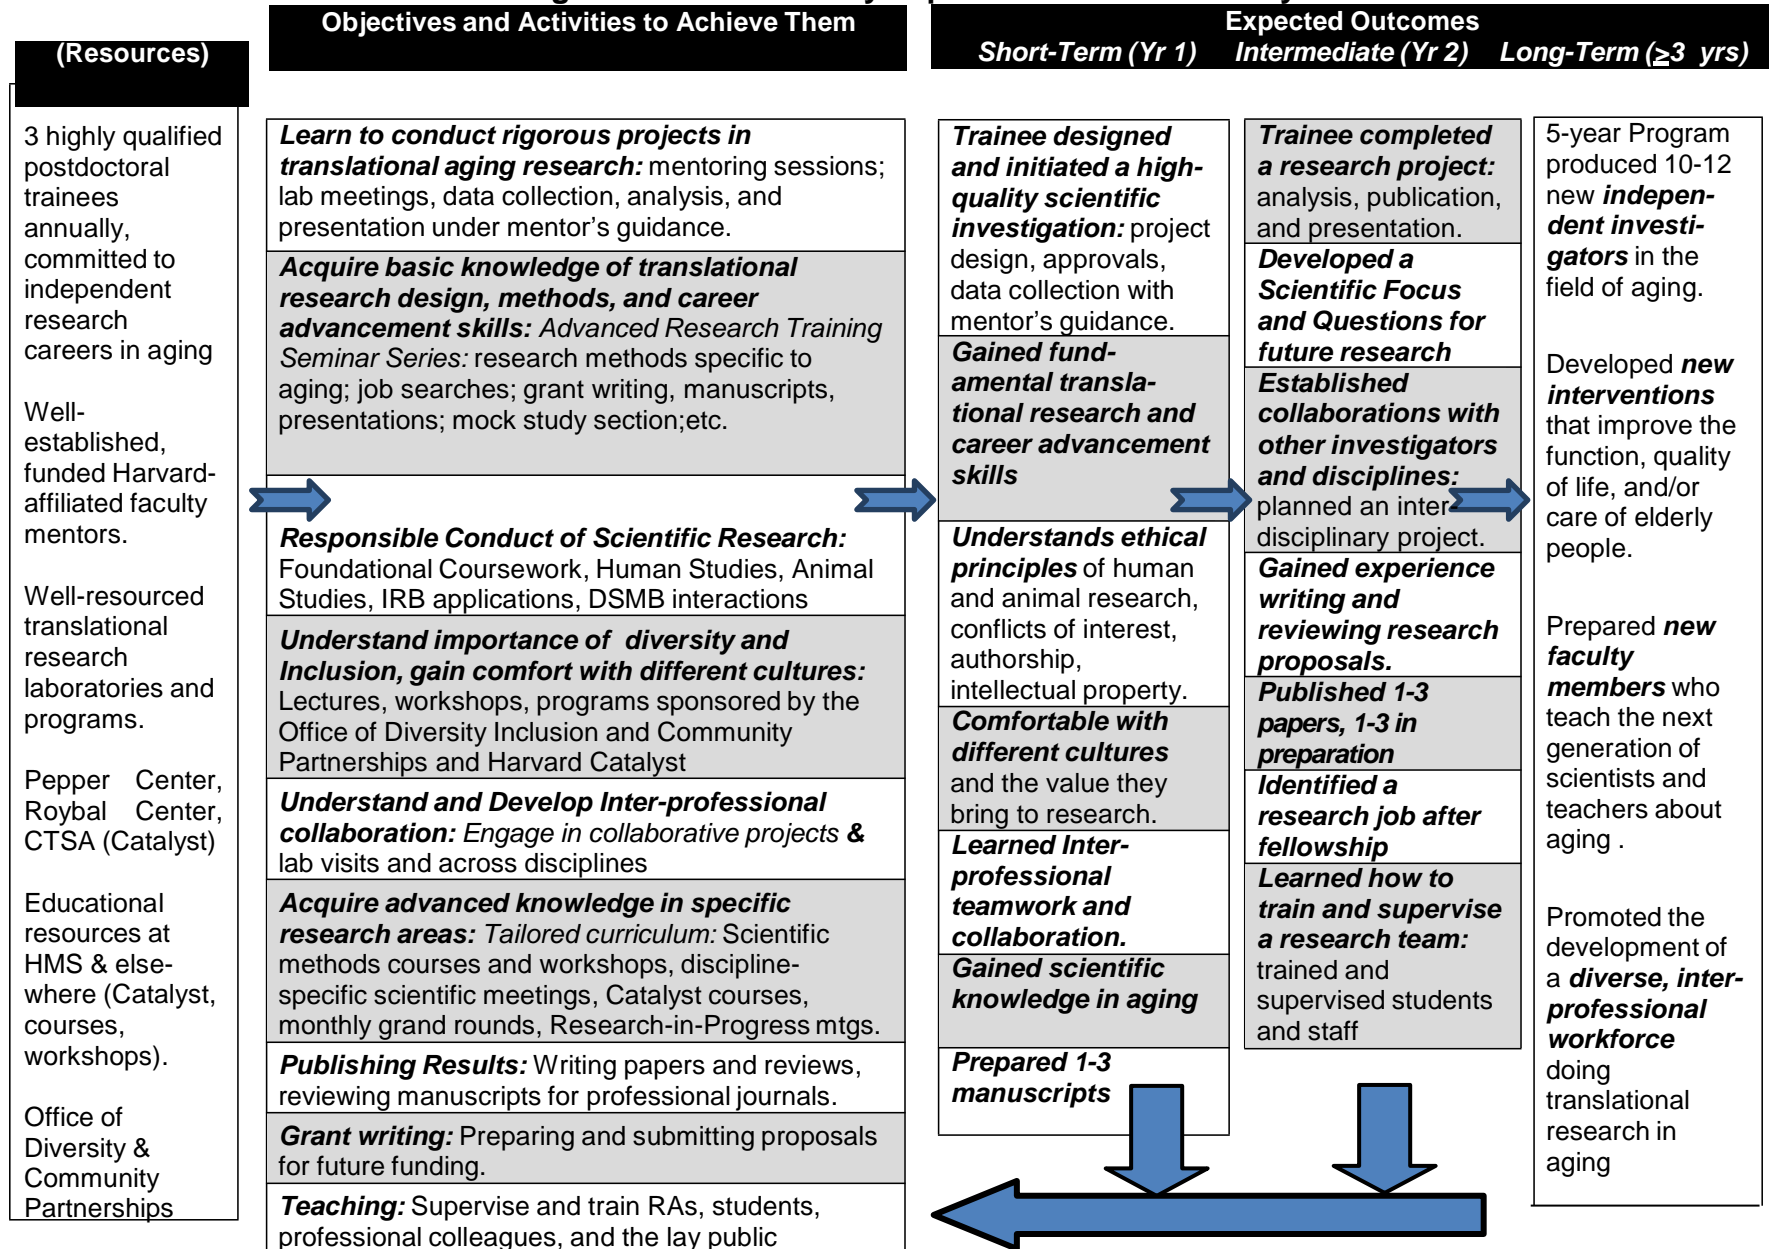 Objectives and Activities to Achieve Them
Expected Outcomes
(Resources)
Short-Term (Yr 1) Intermediate (Yr 2) Long-Term (≥3 yrs)
3 highly qualified
postdoctoral
trainees
annually,
committed to
independent
research
careers in aging
Well-
established,
funded Harvard-
affiliated faculty
mentors.
Well-resourced
translational
research
laboratories and
programs.
Pepper Center,
Roybal Center,
CTSA (Catalyst)
Educational
resources at
HMS & else-
where (Catalyst,
courses,
workshops).
Office of
Diversity &
Community
Partnerships
Learn to conduct rigorous projects in
translational aging research: mentoring sessions;
lab meetings, data collection, analysis, and
presentation under mentor's guidance.
Acquire basic knowledge of translational
research design, methods, and career
advancement skills: Advanced Research Training
Seminar Series: research methods specific to
aging; job searches; grant writing, manuscripts,
presentations; mock study section;etc.
Responsible Conduct of Scientific Research:
Foundational Coursework, Human Studies, Animal
Studies, IRB applications, DSMB interactions
Understand importance of diversity and
Inclusion, gain comfort with different cultures:
Lectures, workshops, programs sponsored by the
Office of Diversity Inclusion and Community
Partnerships and Harvard Catalyst
Understand and Develop Inter-professional
collaboration: Engage in collaborative projects &
lab visits and across disciplines
Acquire advanced knowledge in specific
research areas: Tailored curriculum: Scientific
methods courses and workshops, discipline-
specific scientific meetings, Catalyst courses,
monthly grand rounds, Research-in-Progress mtgs.
Publishing Results: Writing papers and reviews,
reviewing manuscripts for professional journals.
Grant writing: Preparing and submitting proposals
for future funding.
Teaching: Supervise and train RAs, students,
professional colleagues, and the lay public
Trainee designed
and initiated a high-
quality scientific
investigation: project
design, approvals,
data collection with
mentor's guidance.
Gained fund-
amental transla-
tional research and
career advancement
skills
Understands ethical
principles of human
and animal research,
conflicts of interest,
authorship,
intellectual property.
Comfortable with
different cultures
and the value they
bring to research.
Learned Inter-
professional
teamwork and
collaboration.
Gained scientific
knowledge in aging
Prepared 1-3
manuscripts
Trainee completed
a research project:
analysis, publication,
and presentation.
Developed a
Scientific Focus
and Questions for
future research
Established
collaborations with
other investigators
and disciplines:
planned an inter-
disciplinary project.
Gained experience
writing and
reviewing research
proposals.
Published 1-3
papers, 1-3 in
preparation
Identified a
research job after
fellowship
Learned how to
train and supervise
a research team:
trained and
supervised students
and staff
5-year Program
produced 10-12
new indepen-
dent investi-
gators in the
field of aging.
Developed new
interventions
that improve the
function, quality
of life, and/or
care of elderly
people.
Prepared new
faculty
members who
teach the next
generation of
scientists and
teachers about
aging .
Promoted the
development of
a diverse, inter-
professional
workforce
doing
translational
research in
aging